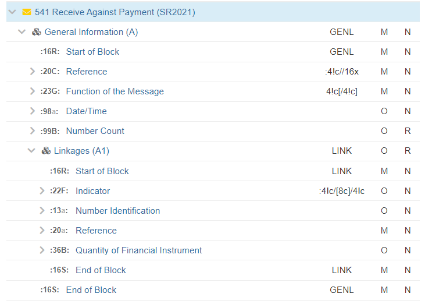 541 Receive Against Payment (SR2021)
General Information (A) GENL M N
:16R: Start of Block GENL M N
:20C: Reference :4!c//16x M N
:23G: Function of the Message 4!c[/4!c] M N
:98a: Date/Time O N
:99B: Number Count O R
Linkages (A1) LINK O R
:16R: Start of Block LINK M N
:22F: Indicator :4!c/[8c]/4!c O N
:13a: Number Identification O N
:20a: Reference M N
:36B: Quantity of Financial Instrument O N
:16S: End of Block LINK M N
:16S: End of Block GENL M N